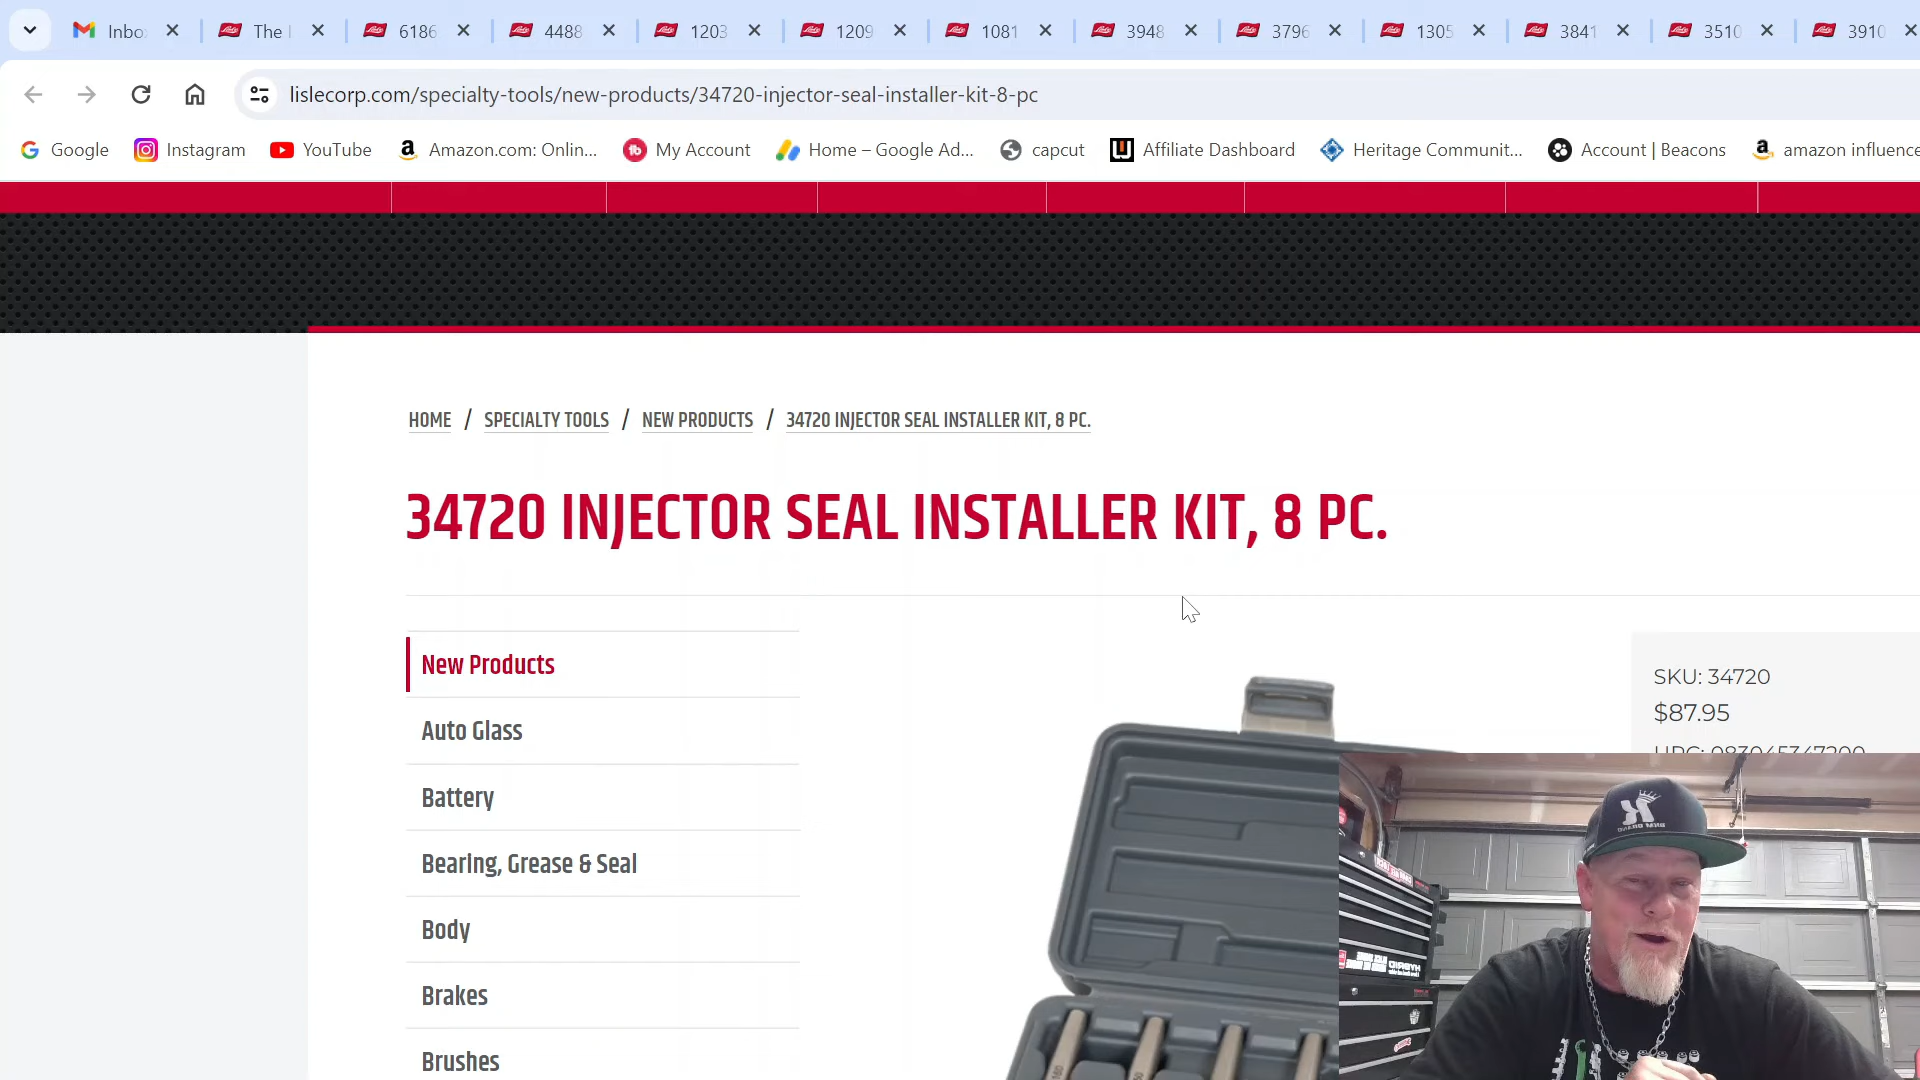 Inbo The 6186 4488 1203 1209 1081 3948 3796 1305 3841 3510 3910
lislecorp.com/specialty-tools/new-products/34720-injector-seal-installer-kit-8-pc
Google Instagram YouTube Amazon.com: Onlin... My Account Home – Google Ad... capcut Affiliate Dashboard Heritage Communit... Account | Beacons amazon influence
HOME / SPECIALTY TOOLS / NEW PRODUCTS / 34720 INJECTOR SEAL INSTALLER KIT, 8 PC.
34720 INJECTOR SEAL INSTALLER KIT, 8 PC.
New Products
Auto Glass
Battery
Bearing, Grease & Seal
Body
Brakes
Brushes
SKU: 34720
$87.95
UPC: 083045347200